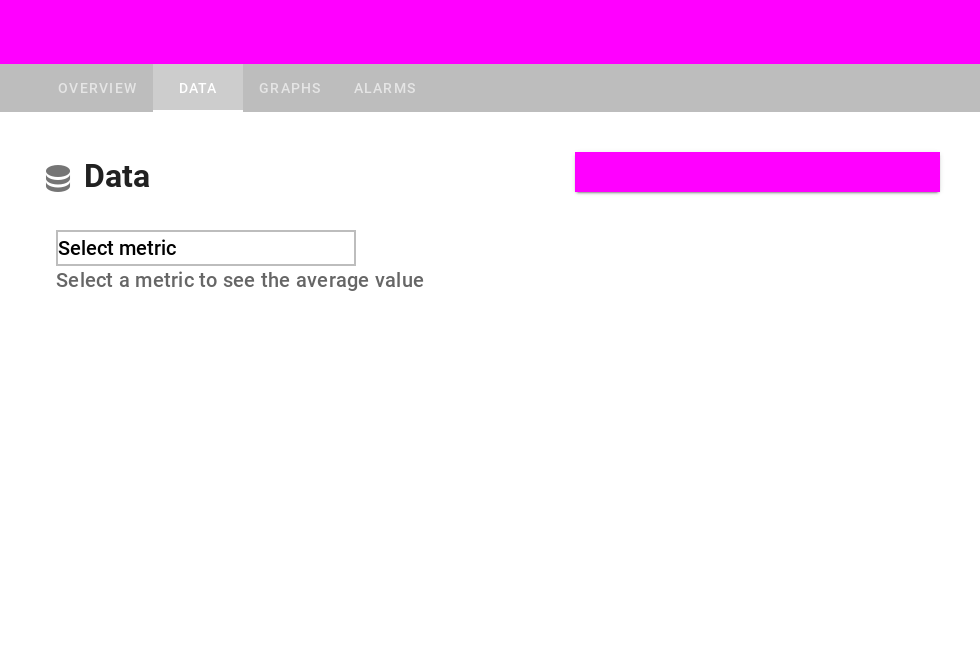 OVERVIEW DATA GRAPHS ALARMS
Data
Select metric
Select a metric to see the average value